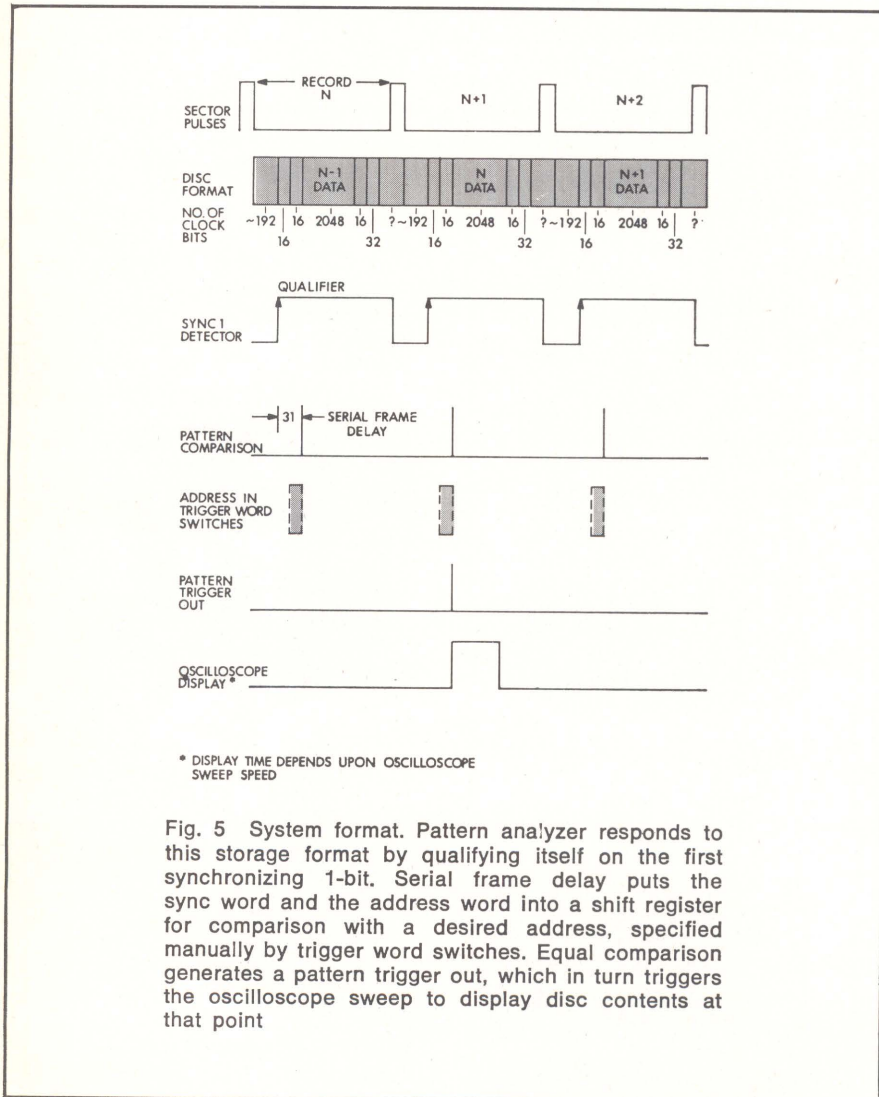 RECORD
N
N+1
N+2
SECTOR
PULSES
DISC
FORMAT
N-1
DATA
N
DATA
N+1
DATA
NO. OF
CLOCK
BITS
~192 16 2048 16 ? ~192 16 2048 16 ? ~192 16 2048 16 ?
16 32 16 32 16 32
QUALIFIER
SYNC 1
DETECTOR
31 SERIAL FRAME
DELAY
PATTERN
COMPARISON
ADDRESS IN
TRIGGER WORD
SWITCHES
PATTERN
TRIGGER
OUT
OSCILLOSCOPE
DISPLAY *
* DISPLAY TIME DEPENDS UPON OSCILLOSCOPE
SWEEP SPEED
Fig. 5 System format. Pattern analyzer responds to
this storage format by qualifying itself on the first
synchronizing 1-bit. Serial frame delay puts the
sync word and the address word into a shift register
for comparison with a desired address, specified
manually by trigger word switches. Equal comparison
generates a pattern trigger out, which in turn triggers
the oscilloscope sweep to display disc contents at
that point